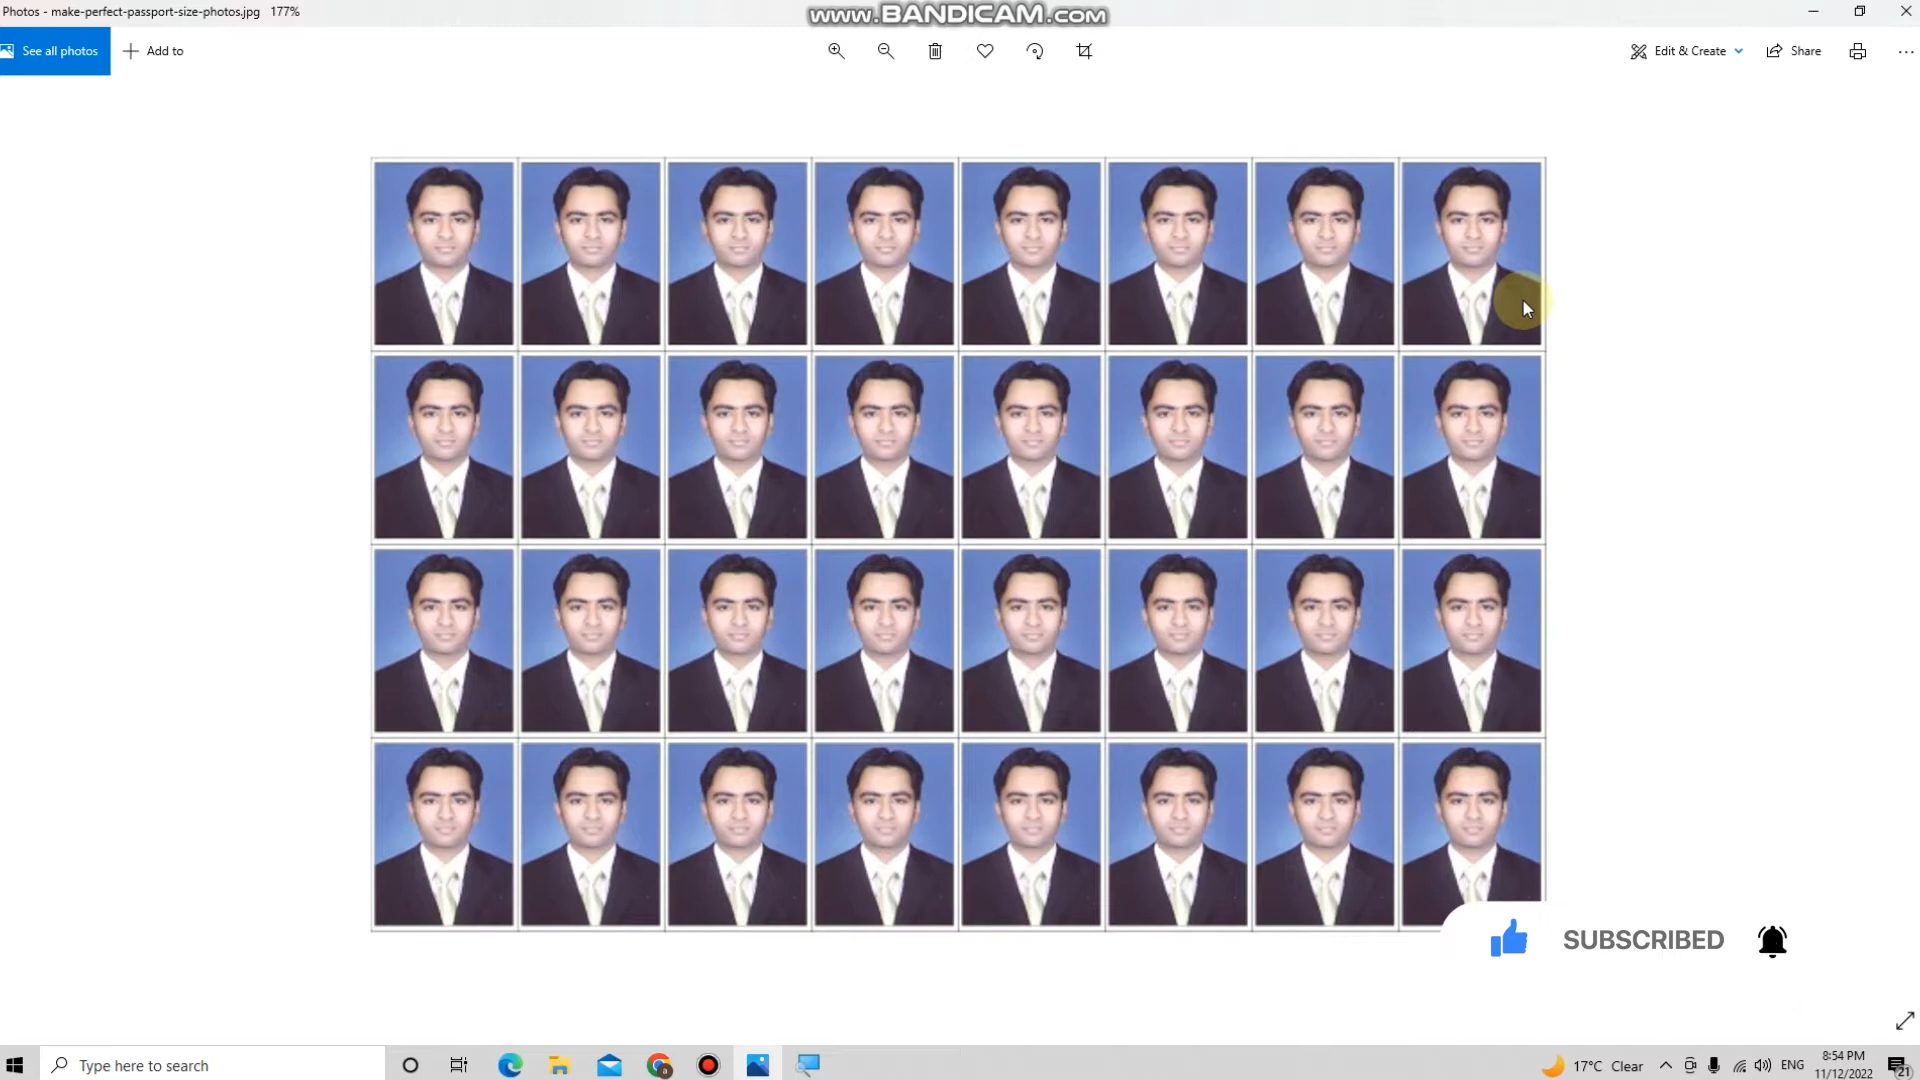 Photos - make-perfect-passport-size-photos.jpg 177%
www.BANDICAM.com
See all photos
Add to
Edit & Create
Share
SUBSCRIBED
Type here to search
17°C Clear
ENG
8:54 PM
11/12/2022
21